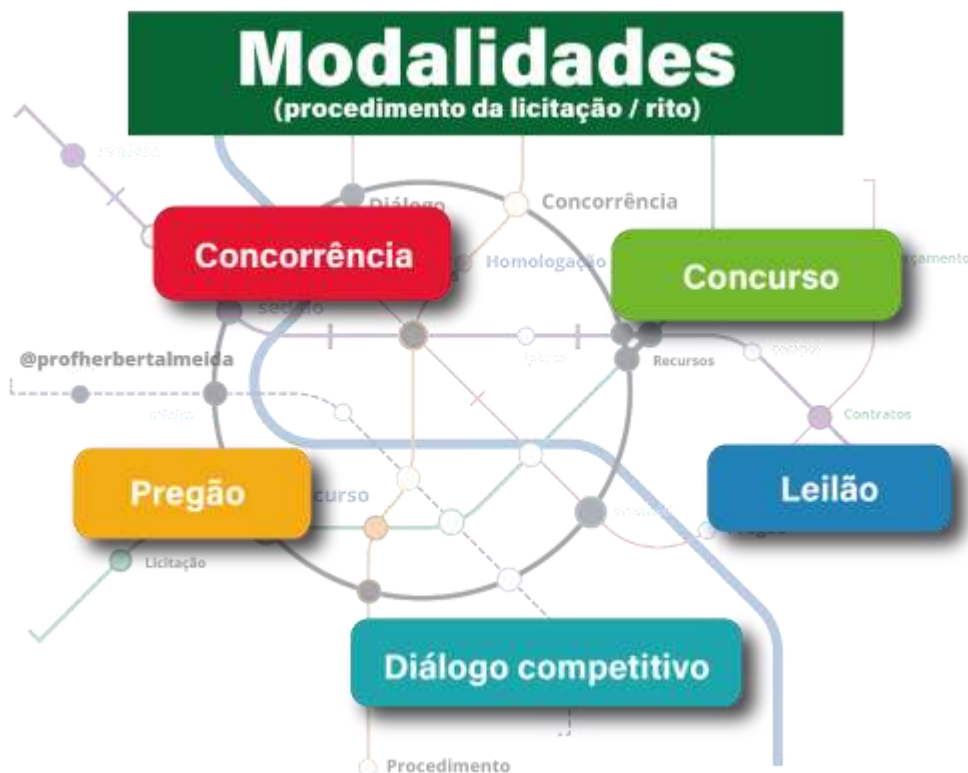 Modalidades
(procedimento da licitação / rito)
Diálogo
Concorrência
Concorrência
Homologação
Concurso
@profherbertalmeida
Recursos
Contratos
Pregão
curso
Leilão
Licitação
Diálogo competitivo
Procedimento